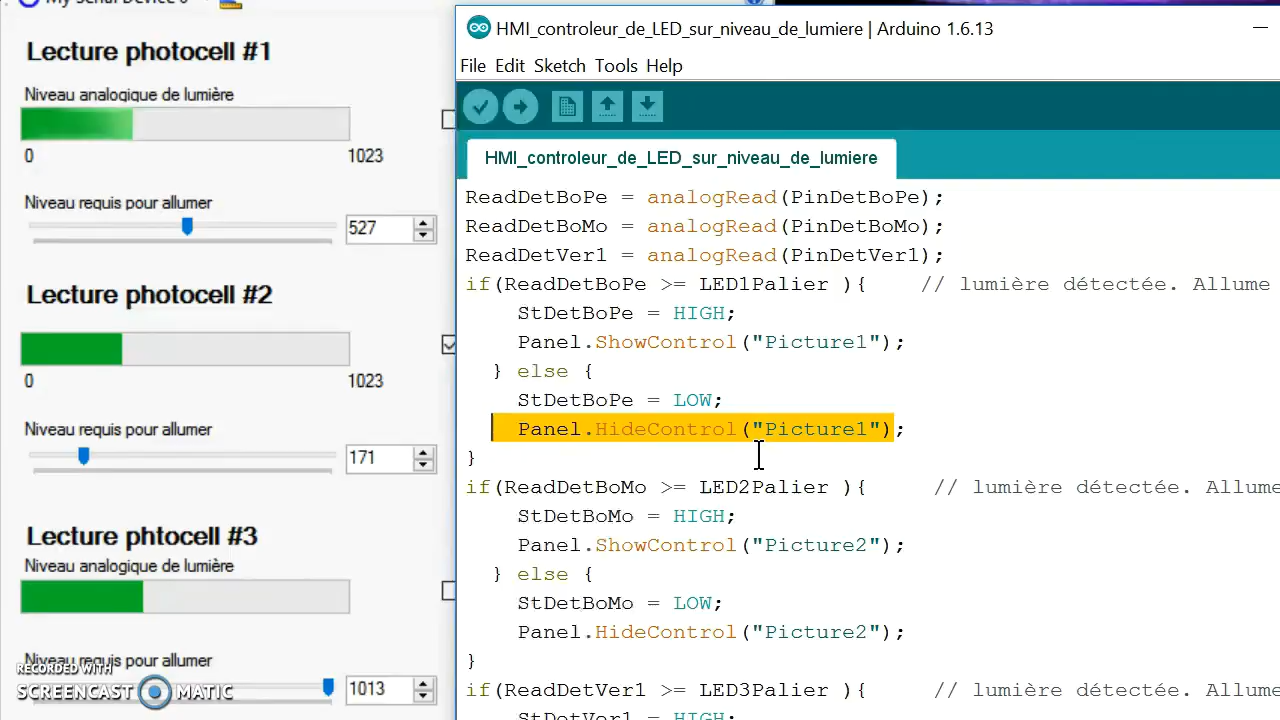 My Serial Device 0
Lecture photocell #1
Niveau analogique de lumière
0 1023
Niveau requis pour allumer
527
Lecture photocell #2
0 1023
Niveau requis pour allumer
171
Lecture phtocell #3
Niveau analogique de lumière
Niveau requis pour allumer
1013
RECORDED WITH
SCREENCAST MATIC
HMI_controleur_de_LED_sur_niveau_de_lumiere | Arduino 1.6.13
File Edit Sketch Tools Help
HMI_controleur_de_LED_sur_niveau_de_lumiere
ReadDetBoPe = analogRead(PinDetBoPe);
ReadDetBoMo = analogRead(PinDetBoMo);
ReadDetVer1 = analogRead(PinDetVer1);
if(ReadDetBoPe >= LED1Palier ){ // lumière détectée. Allume
StDetBoPe = HIGH;
Panel.ShowControl("Picture1");
} else {
StDetBoPe = LOW;
Panel.HideControl("Picture1");
}
if(ReadDetBoMo >= LED2Palier ){ // lumière détectée. Allume
StDetBoMo = HIGH;
Panel.ShowControl("Picture2");
} else {
StDetBoMo = LOW;
Panel.HideControl("Picture2");
}
if(ReadDetVer1 >= LED3Palier ){ // lumière détectée. Allume
StDetVer1 = HIGH;